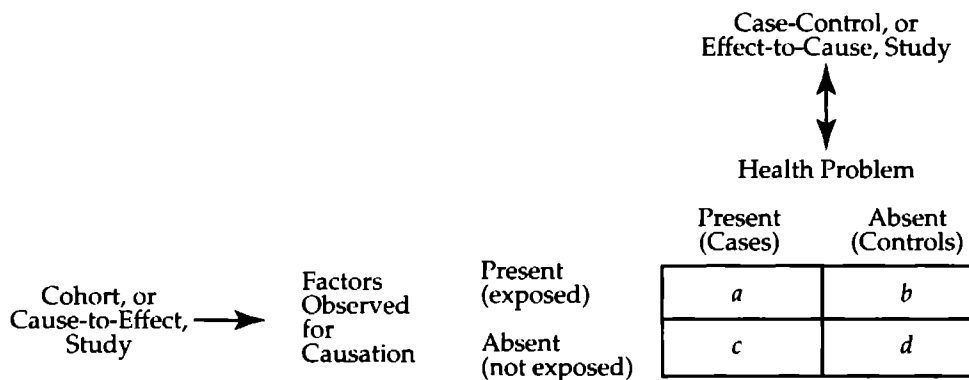 Case-Control, or
Effect-to-Cause, Study
Health Problem
Present
(Cases)
Absent
(Controls)
Cohort, or
Cause-to-Effect,
Study
Factors
Observed
for
Causation
Present
(exposed)
a
b
Absent
(not exposed)
c
d